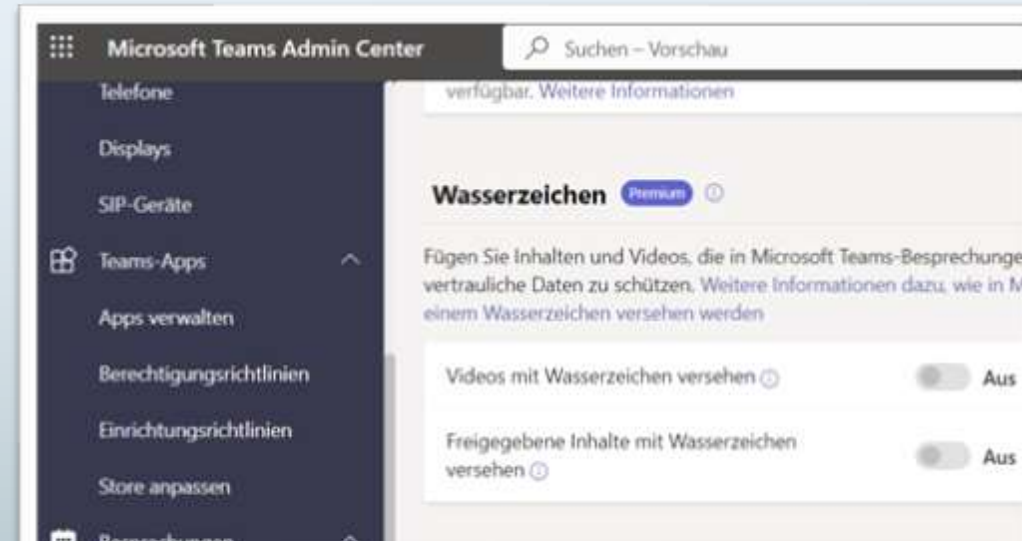 Microsoft Teams Admin Center
Suchen – Vorschau
Telefone
Displays
SIP-Geräte
Teams-Apps
Apps verwalten
Berechtigungsrichtlinien
Einrichtungsrichtlinien
Store anpassen
Besprechungen
verfügbar. Weitere Informationen
Wasserzeichen Premium
Fügen Sie Inhalten und Videos, die in Microsoft Teams-Besprechunge
vertrauliche Daten zu schützen. Weitere Informationen dazu, wie in M
einem Wasserzeichen versehen werden
Videos mit Wasserzeichen versehen
Aus
Freigegebene Inhalte mit Wasserzeichen
versehen
Aus